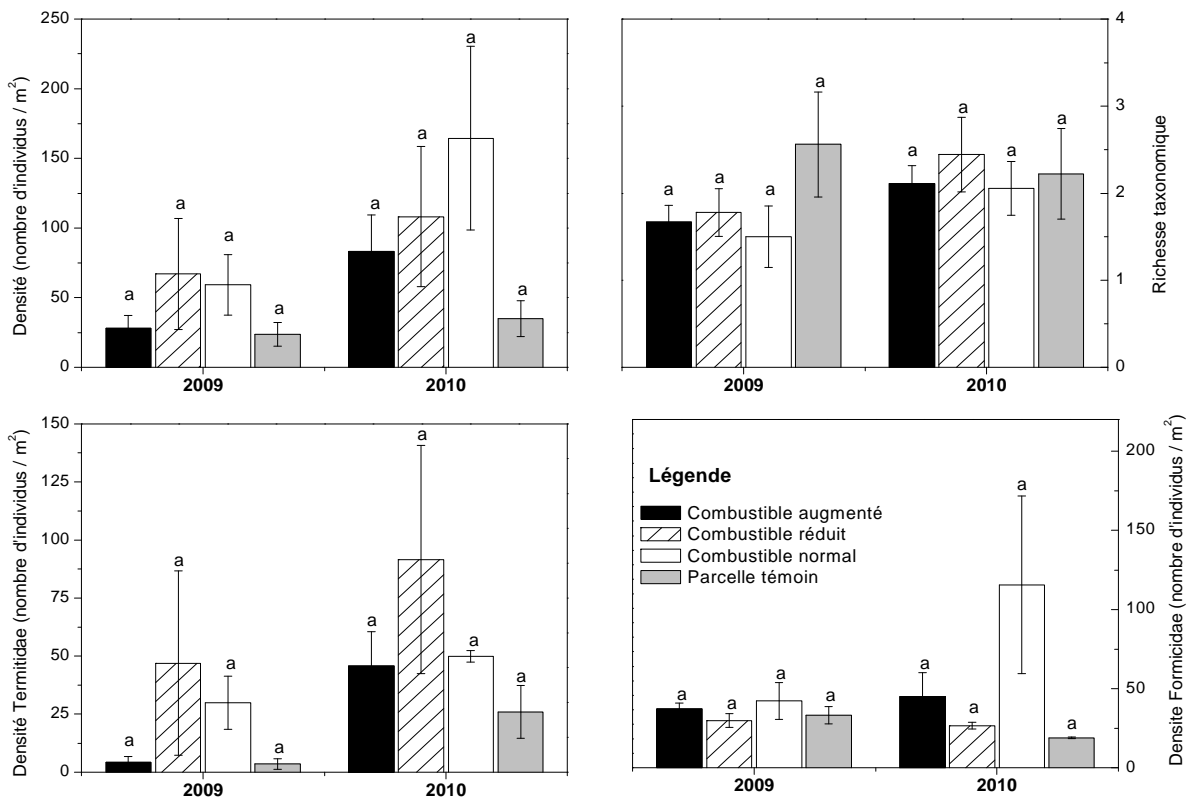 Densité (nombre d'individus / m²)
250
200
150
100
50
0
a
a
a
a
a
a
a
a
2009
2010
4
3
2
1
0
Richesse taxonomique
a
a
a
a
a
a
a
a
2009
2010
Densité Termitidae (nombre d'individus / m²)
150
125
100
75
50
25
0
a
a
a
a
a
a
a
a
2009
2010
Légende
Combustible augmenté
Combustible réduit
Combustible normal
Parcelle témoin
a
a
a
a
a
a
a
a
2009
2010
200
150
100
50
0
Densite Formicidae (nombre d'individus / m²)